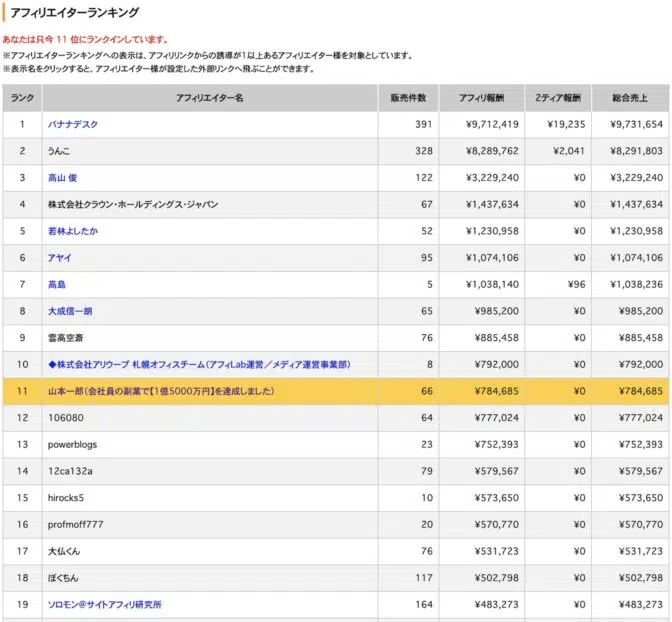 アフィリエイターランキング
あなたは只今 11 位にランクインしています。
※アフィリエイターランキングへの表示は、アフィリリンクからの誘導が1以上あるアフィリエイター様を対象としています。
※表示名をクリックすると、アフィリエイター様が設定した外部リンクへ飛ぶことができます。
ランク アフィリエイター名 販売件数 アフィリ報酬 2ティア報酬 総合売上
1 バナナデスク 391 ¥9,712,419 ¥19,235 ¥9,731,654
2 うんこ 328 ¥8,289,762 ¥2,041 ¥8,291,803
3 高山 俊 122 ¥3,229,240 ¥0 ¥3,229,240
4 株式会社クラウン・ホールディングス・ジャパン 67 ¥1,437,634 ¥0 ¥1,437,634
5 若林よしたか 52 ¥1,230,958 ¥0 ¥1,230,958
6 アヤイ 95 ¥1,074,106 ¥0 ¥1,074,106
7 高島 5 ¥1,038,140 ¥96 ¥1,038,236
8 大成信一朗 65 ¥985,200 ¥0 ¥985,200
9 雲高空斎 76 ¥885,458 ¥0 ¥885,458
10 ◆株式会社アリウープ 札幌オフィスチーム(アフィLab運営／メディア運営事業部) 8 ¥792,000 ¥0 ¥792,000
11 山本一郎(会社員の副業で【1億5000万円】を達成しました) 66 ¥784,685 ¥0 ¥784,685
12 106080 64 ¥777,024 ¥0 ¥777,024
13 powerblogs 23 ¥752,393 ¥0 ¥752,393
14 12ca132a 79 ¥579,567 ¥0 ¥579,567
15 hirocks5 10 ¥573,650 ¥0 ¥573,650
16 profmoff777 20 ¥570,770 ¥0 ¥570,770
17 大仏くん 76 ¥531,723 ¥0 ¥531,723
18 ぼくちん 117 ¥502,798 ¥0 ¥502,798
19 ソロモン@サイトアフィリ研究所 164 ¥483,273 ¥0 ¥483,273